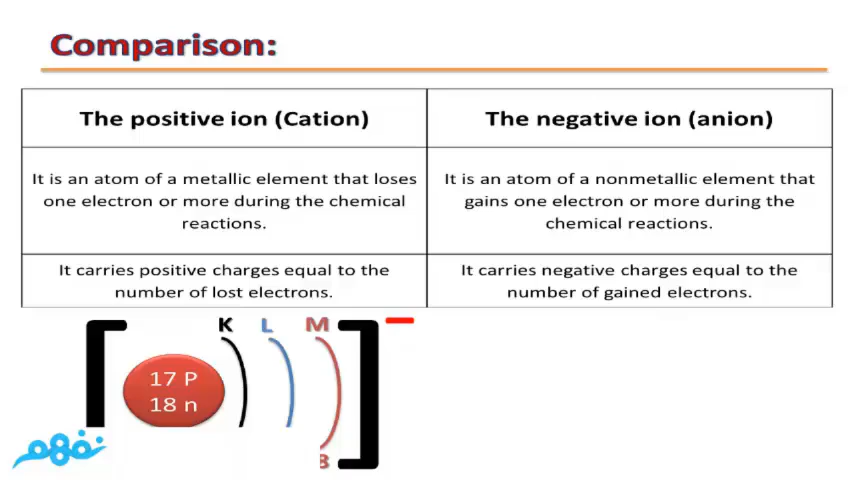 Comparison:
The positive ion (Cation)
The negative ion (anion)
It is an atom of a metallic element that loses
one electron or more during the chemical
reactions.
It is an atom of a nonmetallic element that
gains one electron or more during the
chemical reactions.
It carries positive charges equal to the
number of lost electrons.
It carries negative charges equal to the
number of gained electrons.
K L M
17 P
18 n
نفهم